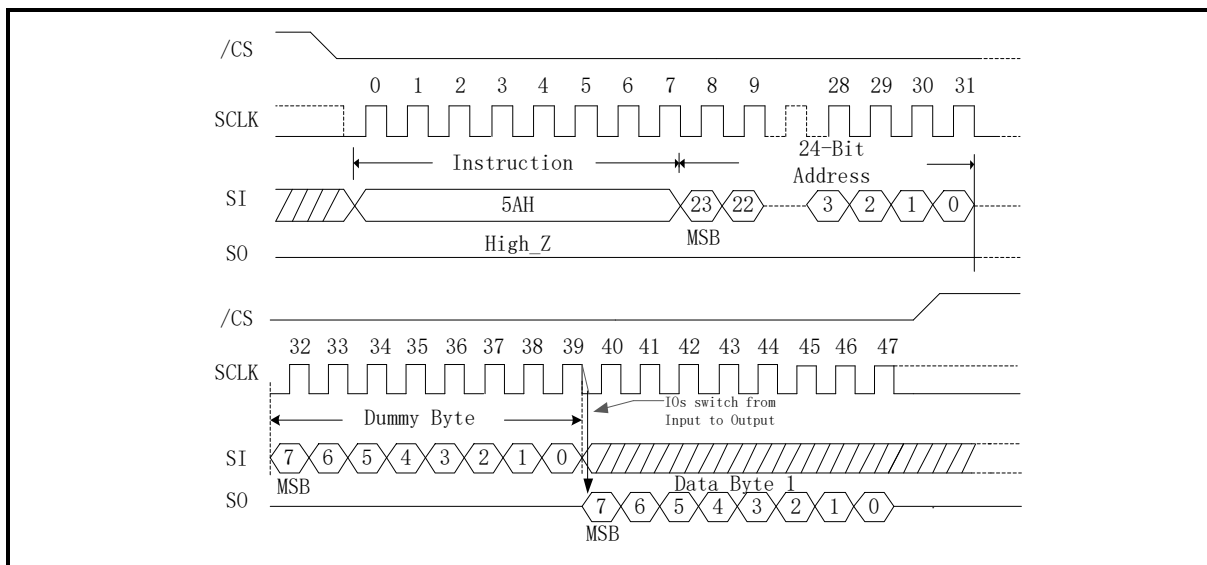 /CS
0 1 2 3 4 5 6 7 8 9 28 29 30 31
SCLK
Instruction
24-Bit
Address
SI
5AH
23 22 3 2 1 0
MSB
High_Z
SO
/CS
32 33 34 35 36 37 38 39 40 41 42 43 44 45 46 47
SCLK
IOs switch from
Input to Output
Dummy Byte
SI
7 6 5 4 3 2 1 0
MSB
Data Byte 1
SO
7 6 5 4 3 2 1 0
MSB